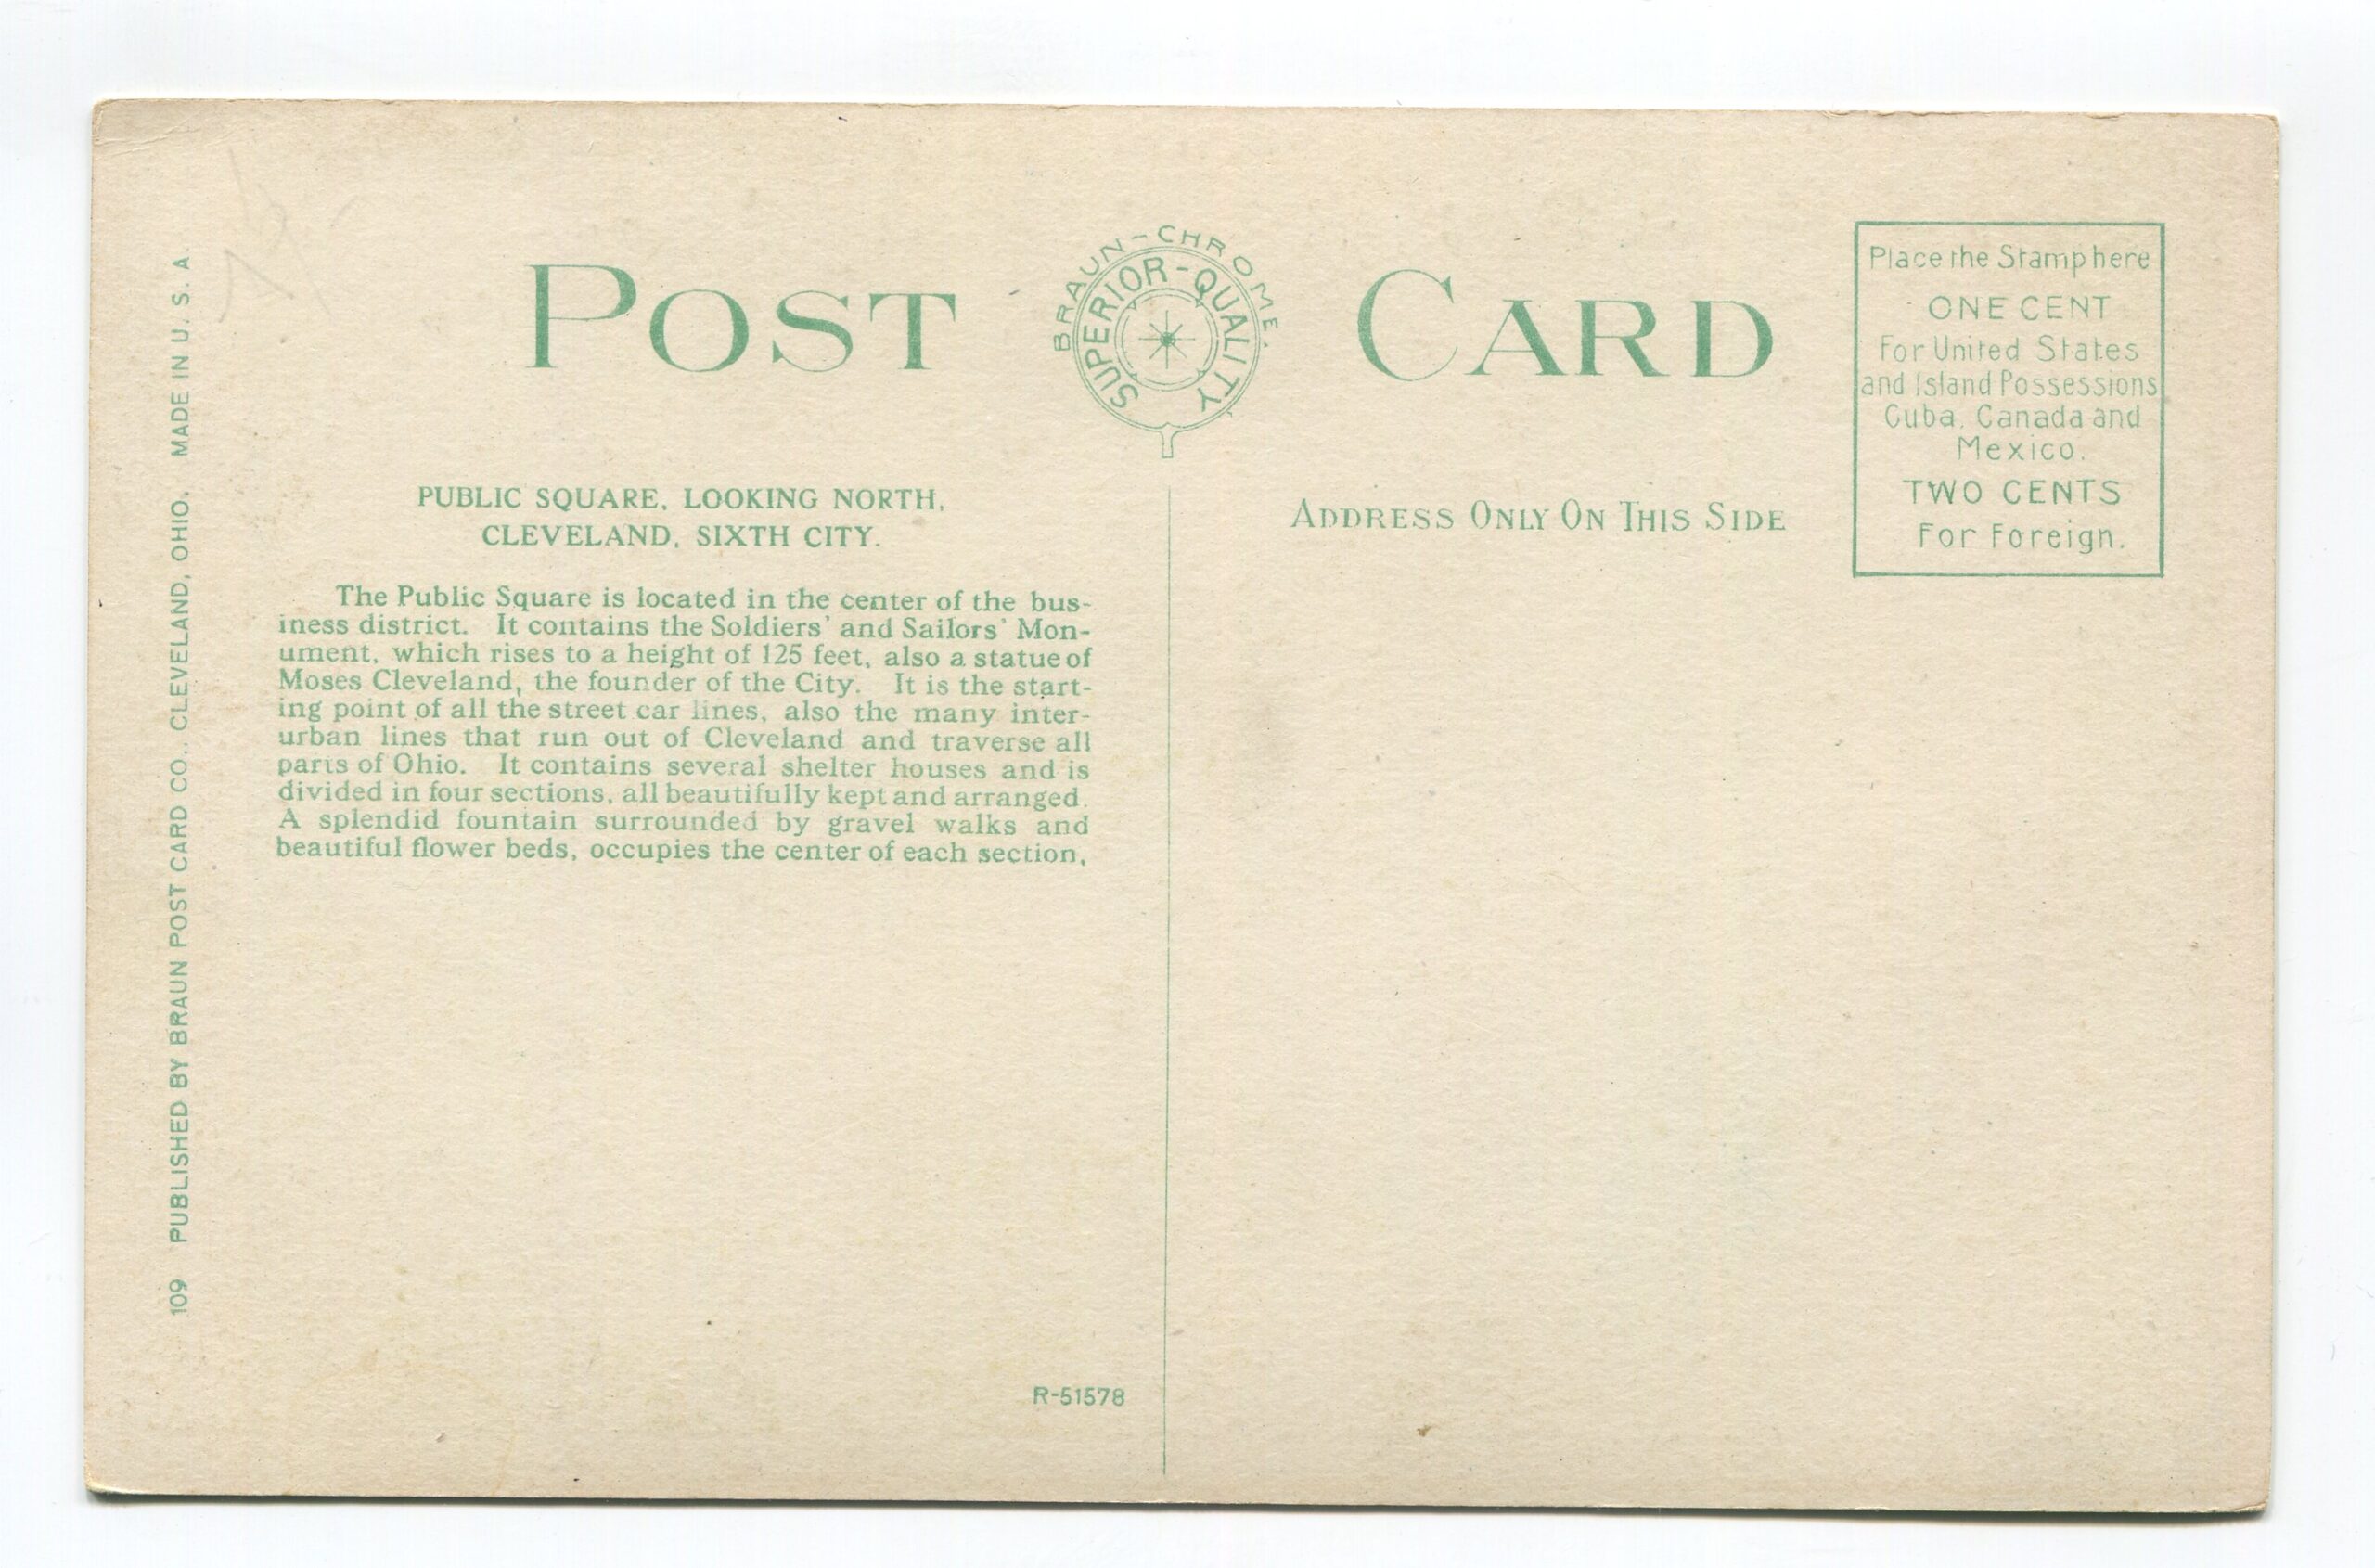 POST CARD
BRAUN-CHROME.
SUPERIOR-QUALITY
Place the Stamp here
ONE CENT
For United States
and Island Possessions
Cuba, Canada and
Mexico.
TWO CENTS
For Foreign.
PUBLIC SQUARE, LOOKING NORTH,
CLEVELAND, SIXTH CITY.
The Public Square is located in the center of the bus-
iness district. It contains the Soldiers' and Sailors' Mon-
ument, which rises to a height of 125 feet, also a statue of
Moses Cleveland, the founder of the City. It is the start-
ing point of all the street car lines, also the many inter-
urban lines that run out of Cleveland and traverse all
parts of Ohio. It contains several shelter houses and is
divided in four sections, all beautifully kept and arranged.
A splendid fountain surrounded by gravel walks and
beautiful flower beds, occupies the center of each section.
ADDRESS ONLY ON THIS SIDE
109 PUBLISHED BY BRAUN POST CARD CO., CLEVELAND, OHIO. MADE IN U. S. A.
R-51578